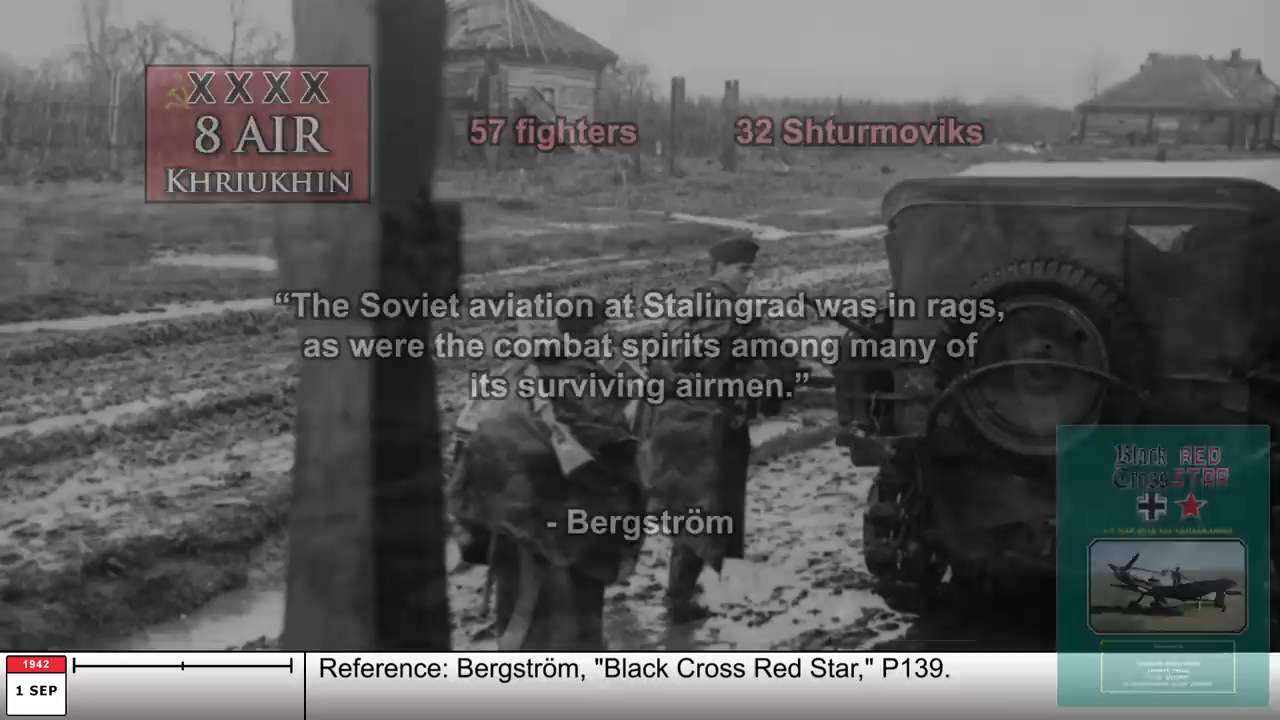 XXXX
8 AIR
KHRIUKHIN
57 fighters
32 Shturmoviks
“The Soviet aviation at Stalingrad was in rags,
as were the combat spirits among many of
its surviving airmen.”
- Bergström
Black RED
Cross STAR
1942
1 SEP
Reference: Bergström, "Black Cross Red Star," P139.